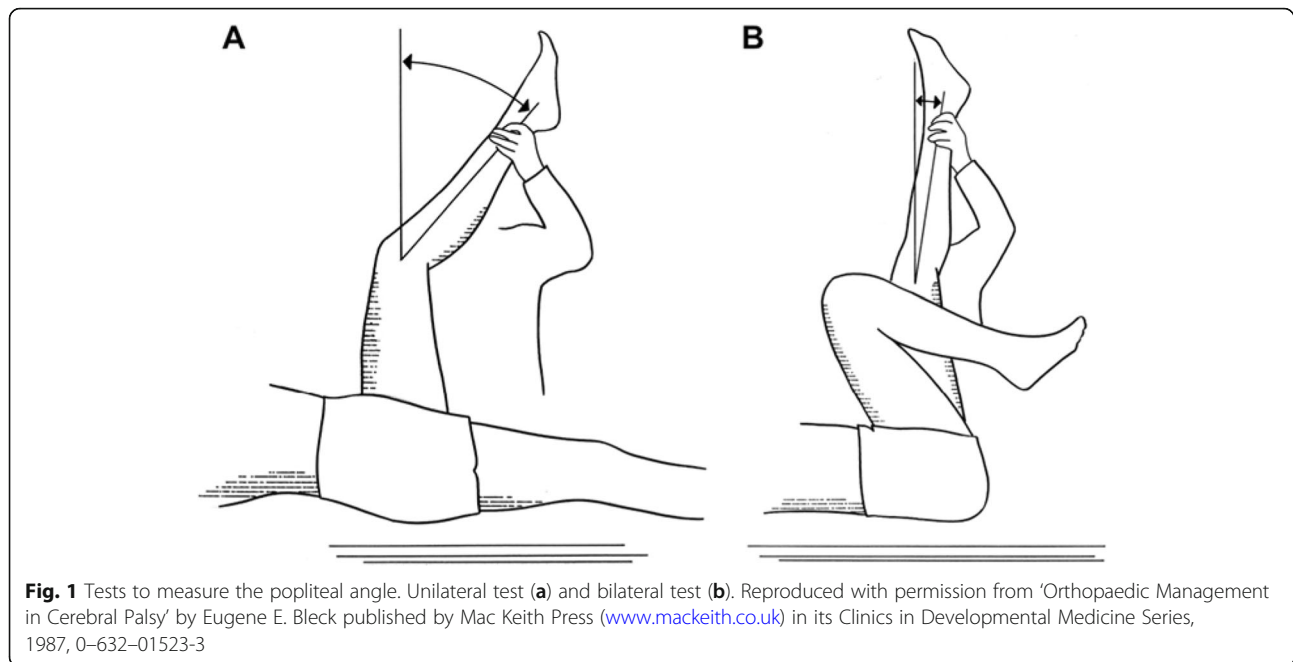 A
B
Fig. 1 Tests to measure the popliteal angle. Unilateral test (a) and bilateral test (b). Reproduced with permission from ‘Orthopaedic Management
in Cerebral Palsy’ by Eugene E. Bleck published by Mac Keith Press (www.mackeith.co.uk) in its Clinics in Developmental Medicine Series,
1987, 0–632–01523-3